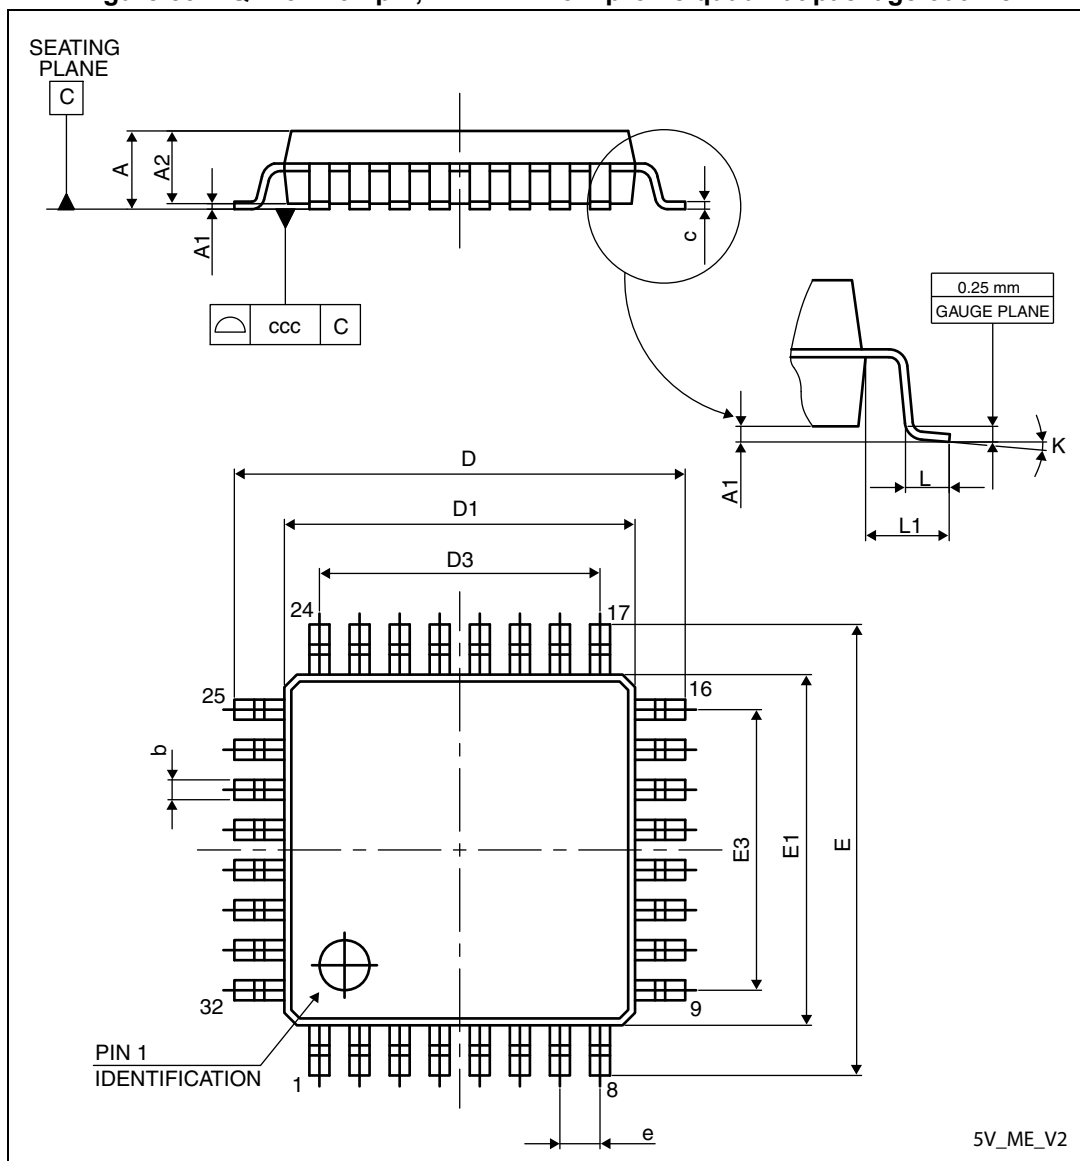 SEATING
PLANE
C
A
A2
A1
c
ccc
C
0.25 mm
GAUGE PLANE
K
A1
L
L1
D
D1
D3
24
17
25
16
b
E3
E1
E
32
9
PIN 1
IDENTIFICATION
1
8
e
5V_ME_V2